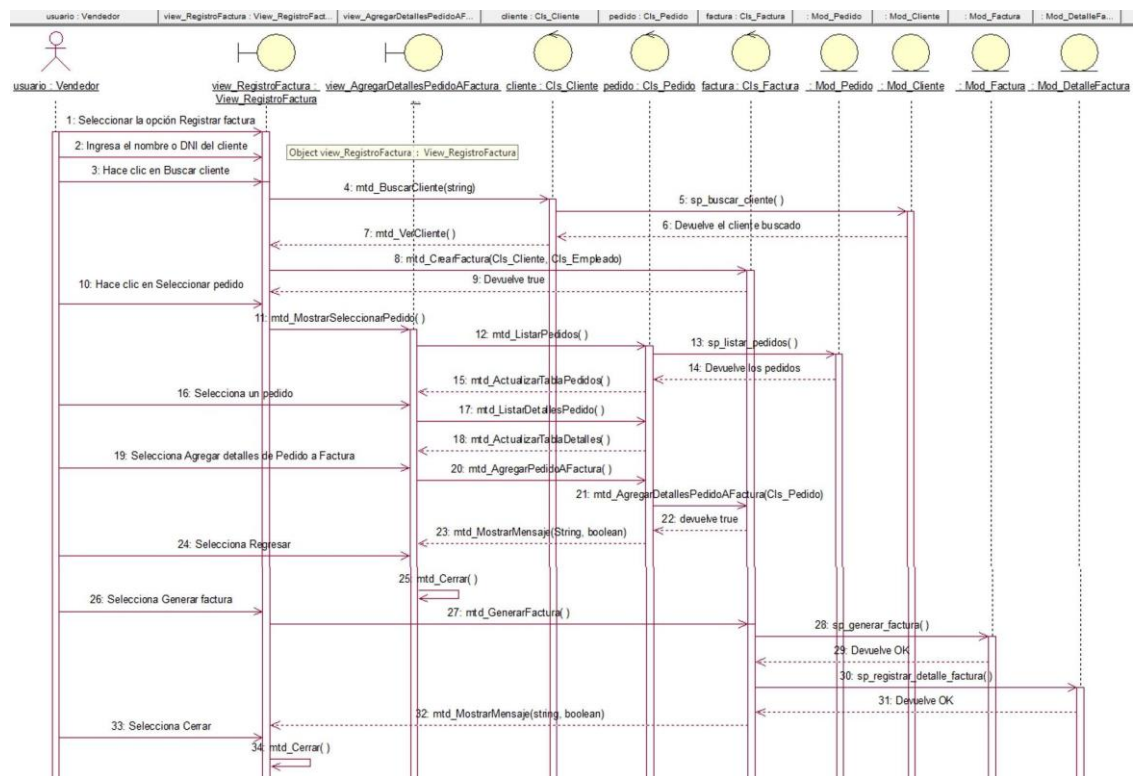 usuario : Vendedor
view_RegistroFactura : View_RegistroFact...
view_AgregarDetallesPedidoAF...
cliente : Cls_Cliente
pedido : Cls_Pedido
factura : Cls_Factura
: Mod_Pedido
: Mod_Cliente
: Mod_Factura
: Mod_DetalleFa...
usuario : Vendedor
view_RegistroFactura :
View_RegistroFactura
view_AgregarDetallesPedidoAFactura
...
cliente : Cls_Cliente
pedido : Cls_Pedido
factura : Cls_Factura
: Mod_Pedido
: Mod_Cliente
: Mod_Factura
: Mod_DetalleFactura
1: Seleccionar la opción Registrar factura
2: Ingresa el nombre o DNI del cliente
Object view_RegistroFactura : View_RegistroFactura
3: Hace clic en Buscar cliente
4: mtd_BuscarCliente(string)
5: sp_buscar_cliente( )
6: Devuelve el cliente buscado
7: mtd_VerCliente( )
8: mtd_CrearFactura(Cls_Cliente, Cls_Empleado)
9: Devuelve true
10: Hace clic en Seleccionar pedido
11: mtd_MostrarSeleccionarPedido( )
12: mtd_ListarPedidos( )
13: sp_listar_pedidos( )
14: Devuelve los pedidos
15: mtd_ActualizarTablaPedidos( )
16: Selecciona un pedido
17: mtd_ListarDetallesPedido( )
18: mtd_ActualizarTablaDetalles( )
19: Selecciona Agregar detalles de Pedido a Factura
20: mtd_AgregarPedidoAFactura( )
21: mtd_AgregarDetallesPedidoAFactura(Cls_Pedido)
22: devuelve true
23: mtd_MostrarMensaje(String, boolean)
24: Selecciona Regresar
25: mtd_Cerrar( )
26: Selecciona Generar factura
27: mtd_GenerarFactura( )
28: sp_generar_factura( )
29: Devuelve OK
30: sp_registrar_detalle_factura( )
31: Devuelve OK
32: mtd_MostrarMensaje(string, boolean)
33: Selecciona Cerrar
34: mtd_Cerrar( )